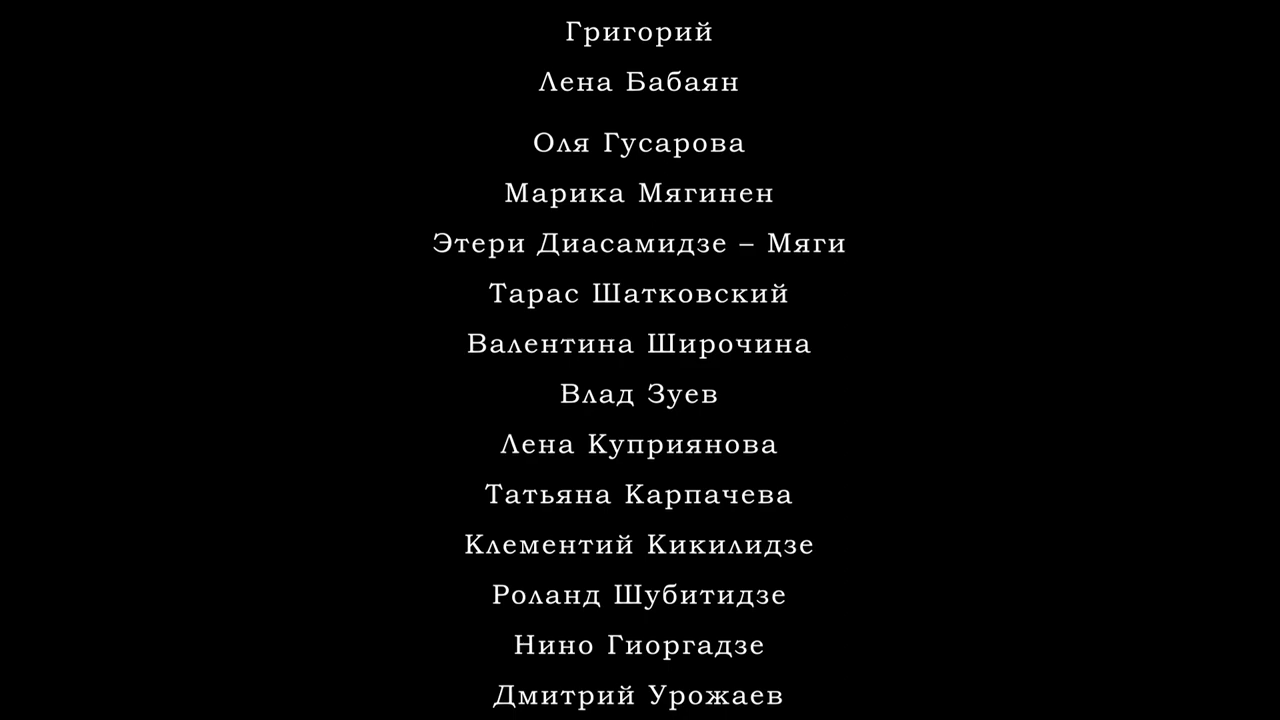 Григорий
Лена Бабаян
Оля Гусарова
Марика Мягинен
Этери Диасамидзе – Мяги
Тарас Шатковский
Валентина Широчина
Влад Зуев
Лена Куприянова
Татьяна Карпачева
Клементий Кикилидзе
Роланд Шубитидзе
Нино Гиоргадзе
Дмитрий Урожаев